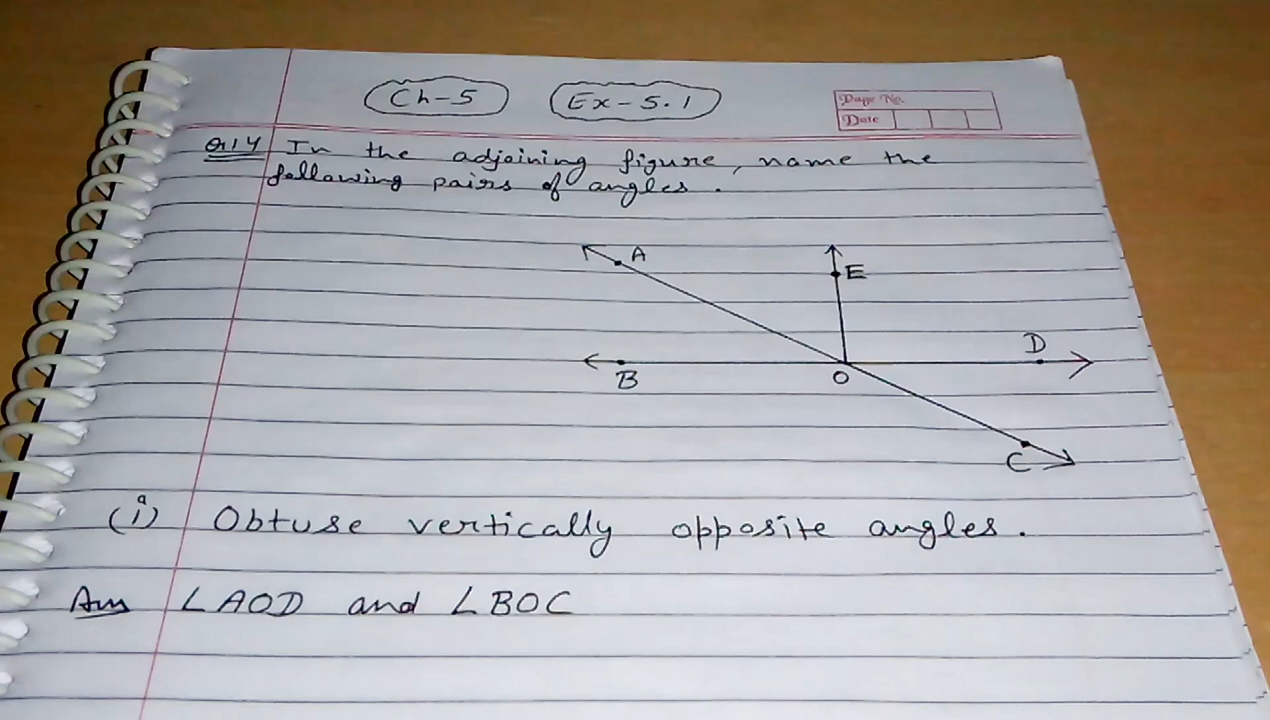 Ch-5 Ex-5.1
Page No.
Date
Q.14 In the adjoining figure, name the
following pairs of angles.
A
E
D
B
O
C
(i) Obtuse vertically opposite angles.
Ans ∠AOD and ∠BOC